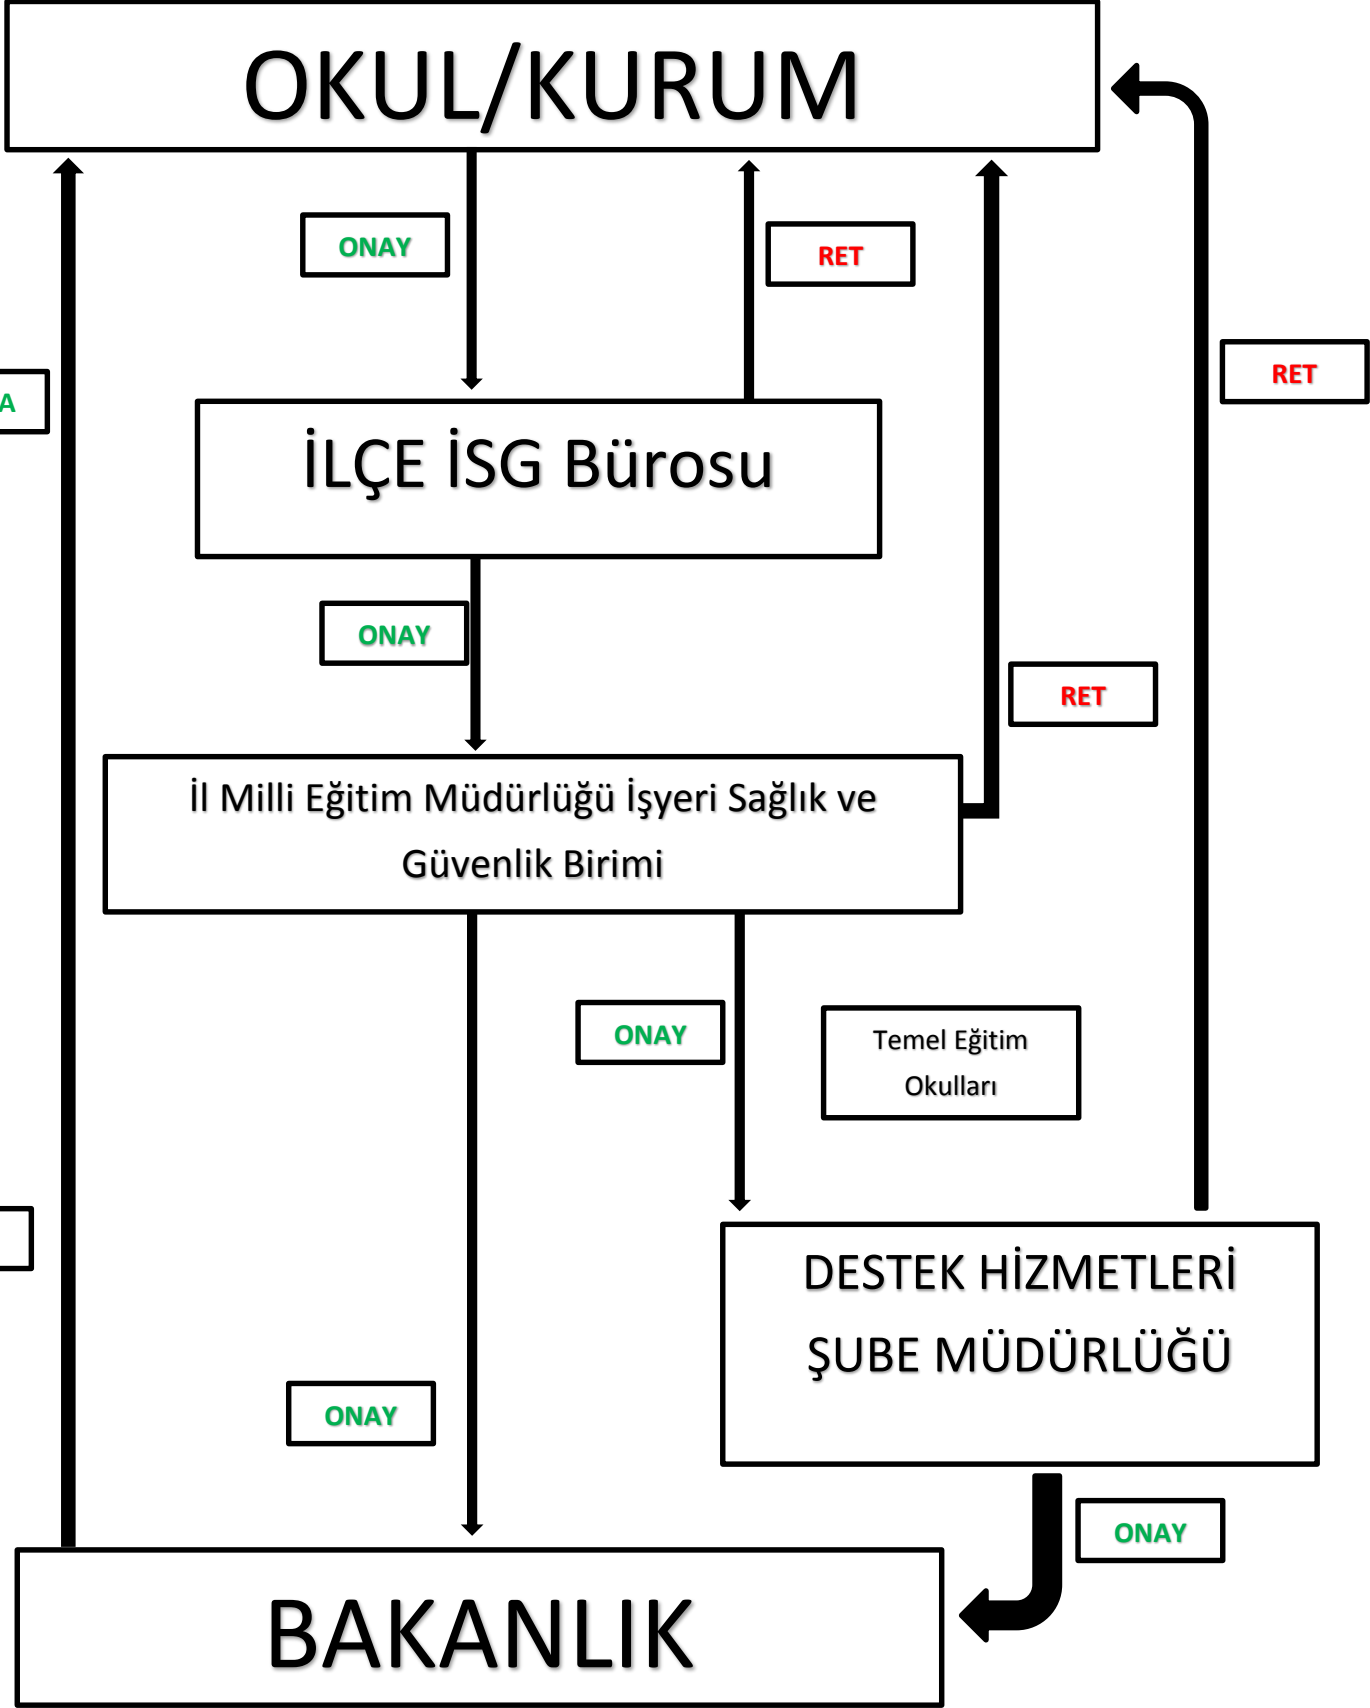 OKUL/KURUM
ONAY
RET
RET
A
İLÇE İSG Bürosu
ONAY
RET
İl Milli Eğitim Müdürlüğü İşyeri Sağlık ve
Güvenlik Birimi
ONAY
Temel Eğitim
Okulları
DESTEK HİZMETLERİ
ŞUBE MÜDÜRLÜĞÜ
ONAY
ONAY
BAKANLIK